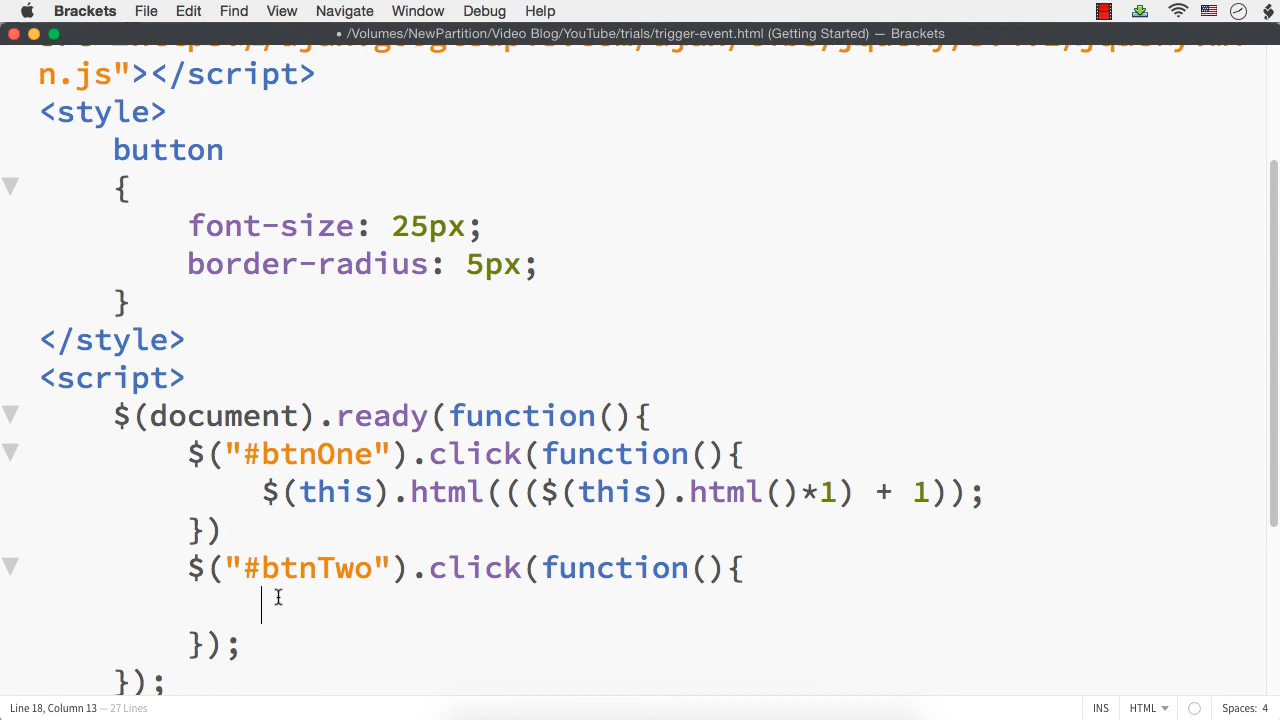 Brackets File Edit Find View Navigate Window Debug Help
• /Volumes/NewPartition/Video Blog/YouTube/trials/trigger-event.html (Getting Started) — Brackets
n.js"></script>
<style>
button
{
font-size: 25px;
border-radius: 5px;
}
</style>
<script>
$(document).ready(function(){
$("#btnOne").click(function(){
$(this).html((($(this).html()*1) + 1));
})
$("#btnTwo").click(function(){
});
});
Line 18, Column 13 — 27 Lines INS HTML Spaces: 4